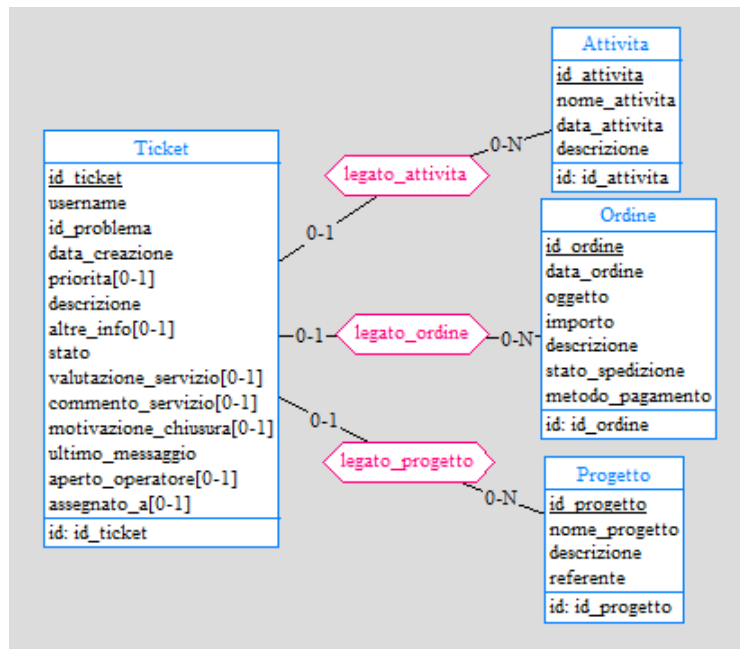 Ticket
id_ticket
username
id_problema
data_creazione
priorita[0-1]
descrizione
altre_info[0-1]
stato
valutazione_servizio[0-1]
commento_servizio[0-1]
motivazione_chiusura[0-1]
ultimo_messaggio
aperto_operatore[0-1]
assegnato_a[0-1]
id: id_ticket
0-1
legato_attivita
0-N
0-1
legato_ordine
0-N
0-1
legato_progetto
0-N
Attivita
id_attivita
nome_attivita
data_attivita
descrizione
id: id_attivita
Ordine
id_ordine
data_ordine
oggetto
importo
descrizione
stato_spedizione
metodo_pagamento
id: id_ordine
Progetto
id_progetto
nome_progetto
descrizione
referente
id: id_progetto